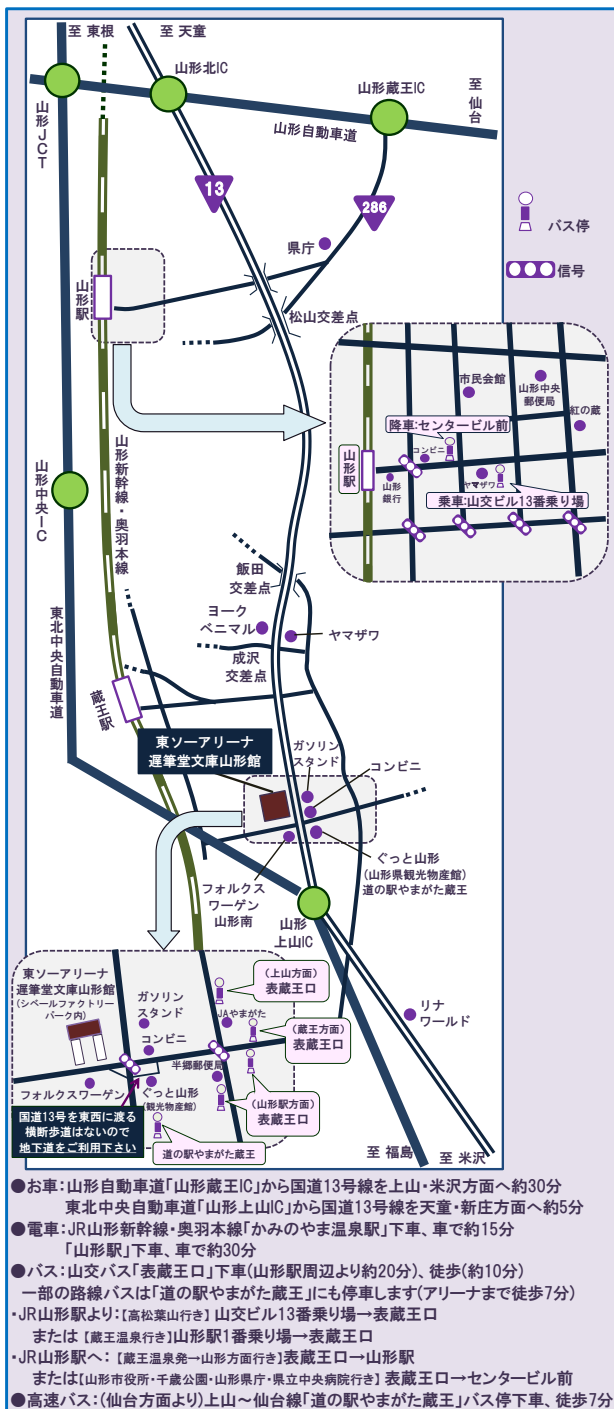 至 東根
至 天童
山形北IC
山形蔵王IC
至 仙台
山形JCT
山形自動車道
13
286
バス停
県庁
信号
山形駅
松山交差点
市民会館
山形中央
郵便局
紅の蔵
降車:センタービル前
コンビニ
山形駅
山形
銀行
ヤマザワ
乗車:山交ビル13番乗り場
山形新幹線・奥羽本線
山形中央IC
飯田
交差点
ヨーク
ベニマル
ヤマザワ
成沢
交差点
東北中央自動車道
蔵王駅
東ソーアリーナ
遅筆堂文庫山形館
ガソリン
スタンド
コンビニ
ぐっと山形
(山形県観光物産館)
道の駅やまがた蔵王
フォルクス
ワーゲン
山形南
山形
上山IC
東ソーアリーナ
遅筆堂文庫山形館
(シベールファクトリー
パーク内)
ガソリン
スタンド
コンビニ
(上山方面)
表蔵王口
JAやまがた
(蔵王方面)
表蔵王口
リナ
ワールド
半郷郵便局
フォルクスワーゲン
ぐっと山形
(観光物産館)
(山形駅方面)
表蔵王口
国道13号を東西に渡る
横断歩道はないので
地下道をご利用下さい
道の駅やまがた蔵王
至 福島
至 米沢
●お車:山形自動車道「山形蔵王IC」から国道13号線を上山・米沢方面へ約30分
東北中央自動車道「山形上山IC」から国道13号線を天童・新庄方面へ約5分
●電車:JR山形新幹線・奥羽本線「かみのやま温泉駅」下車、車で約15分
「山形駅」下車、車で約30分
●バス:山交バス「表蔵王口」下車(山形駅周辺より約20分)、徒歩(約10分)
一部の路線バスは「道の駅やまがた蔵王」にも停車します(アリーナまで徒歩7分)
・JR山形駅より:【高松葉山行き】山交ビル13番乗り場→表蔵王口
または【蔵王温泉行き】山形駅1番乗り場→表蔵王口
・JR山形駅へ:【蔵王温泉発→山形方面行き】表蔵王口→山形駅
または【山形市役所・千歳公園・山形県庁・県立中央病院行き】表蔵王口→センタービル前
●高速バス:(仙台方面より)上山～仙台線「道の駅やまがた蔵王」バス停下車、徒歩7分